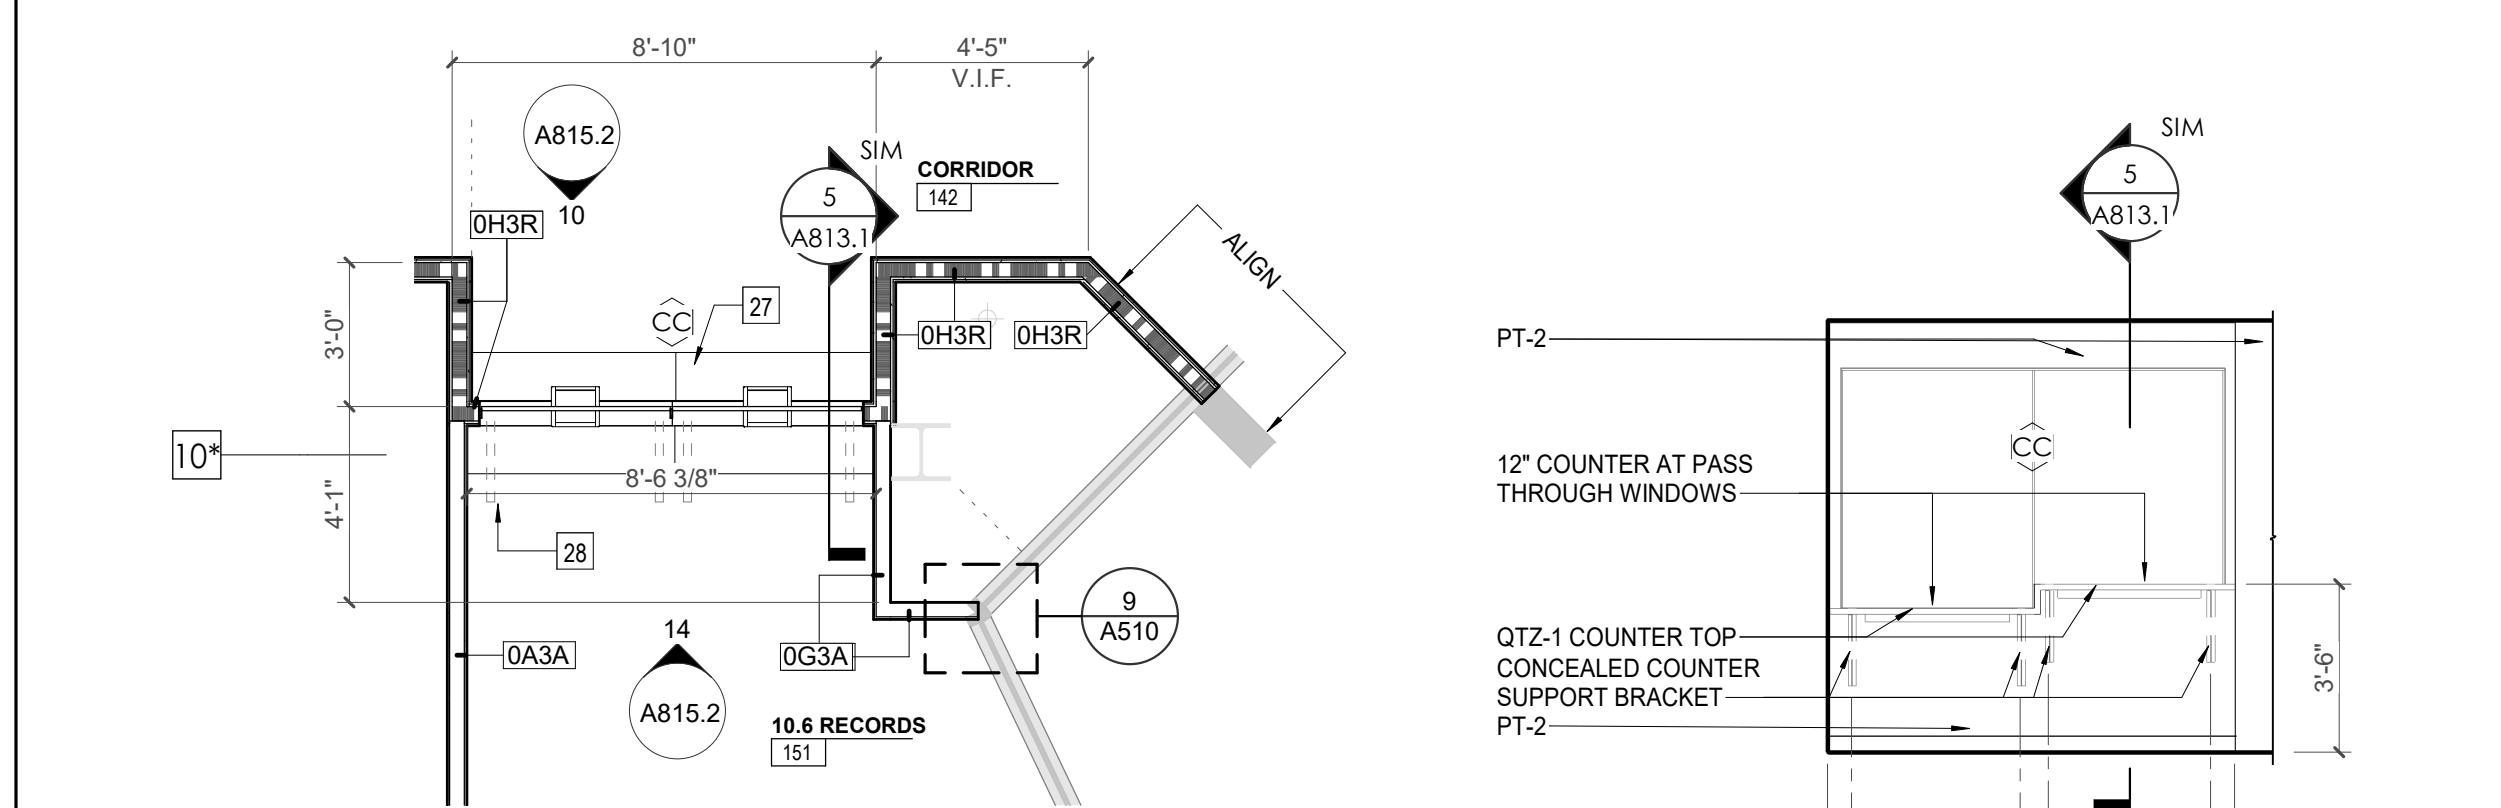 8'-10"
4'-5"
V.I.F.
A815.2
10
SIM
5
A813.1
CORRIDOR
142
0H3R
ALIGN
27
CC
0H3R
0H3R
3'-0"
10*
8'-6 3/8"
4'-1"
28
9
A510
14
A815.2
0A3A
0G3A
10.6 RECORDS
151
SIM
5
A813.1
PT-2
CC
12" COUNTER AT PASS
THROUGH WINDOWS
QTZ-1 COUNTER TOP
CONCEALED COUNTER
SUPPORT BRACKET
PT-2
3'-6"